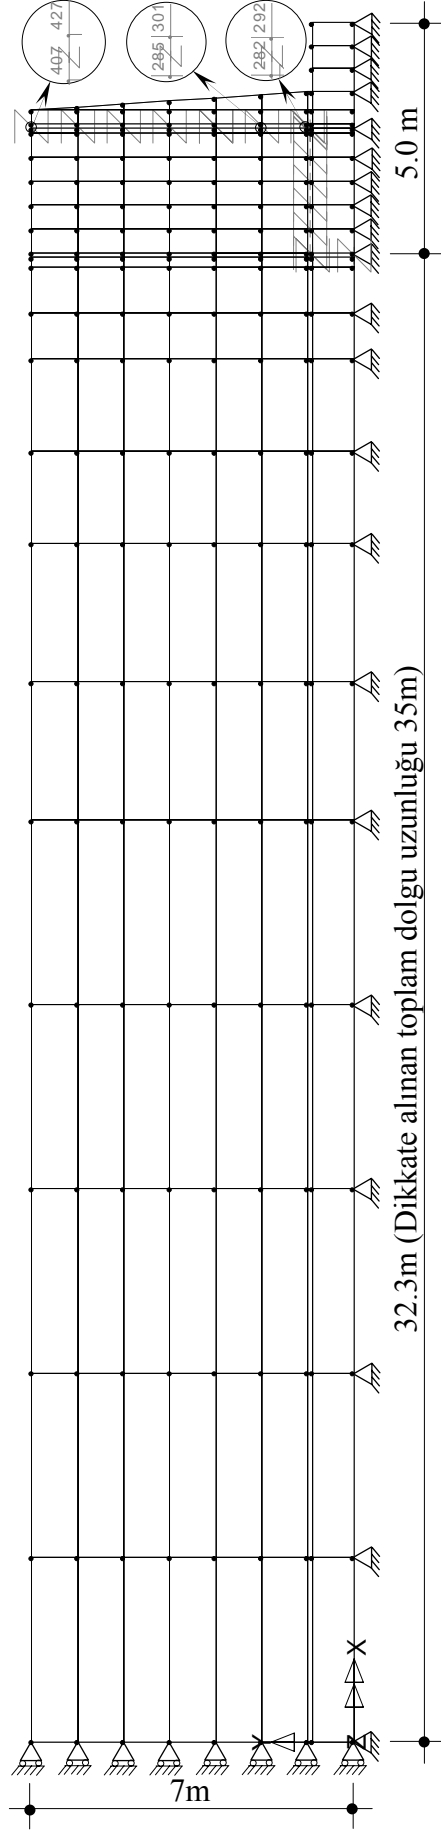 407 427
285 301
282 292
5.0 m
32.3m (Dikkate alınan toplam dolgu uzunluğu 35m)
X
7m